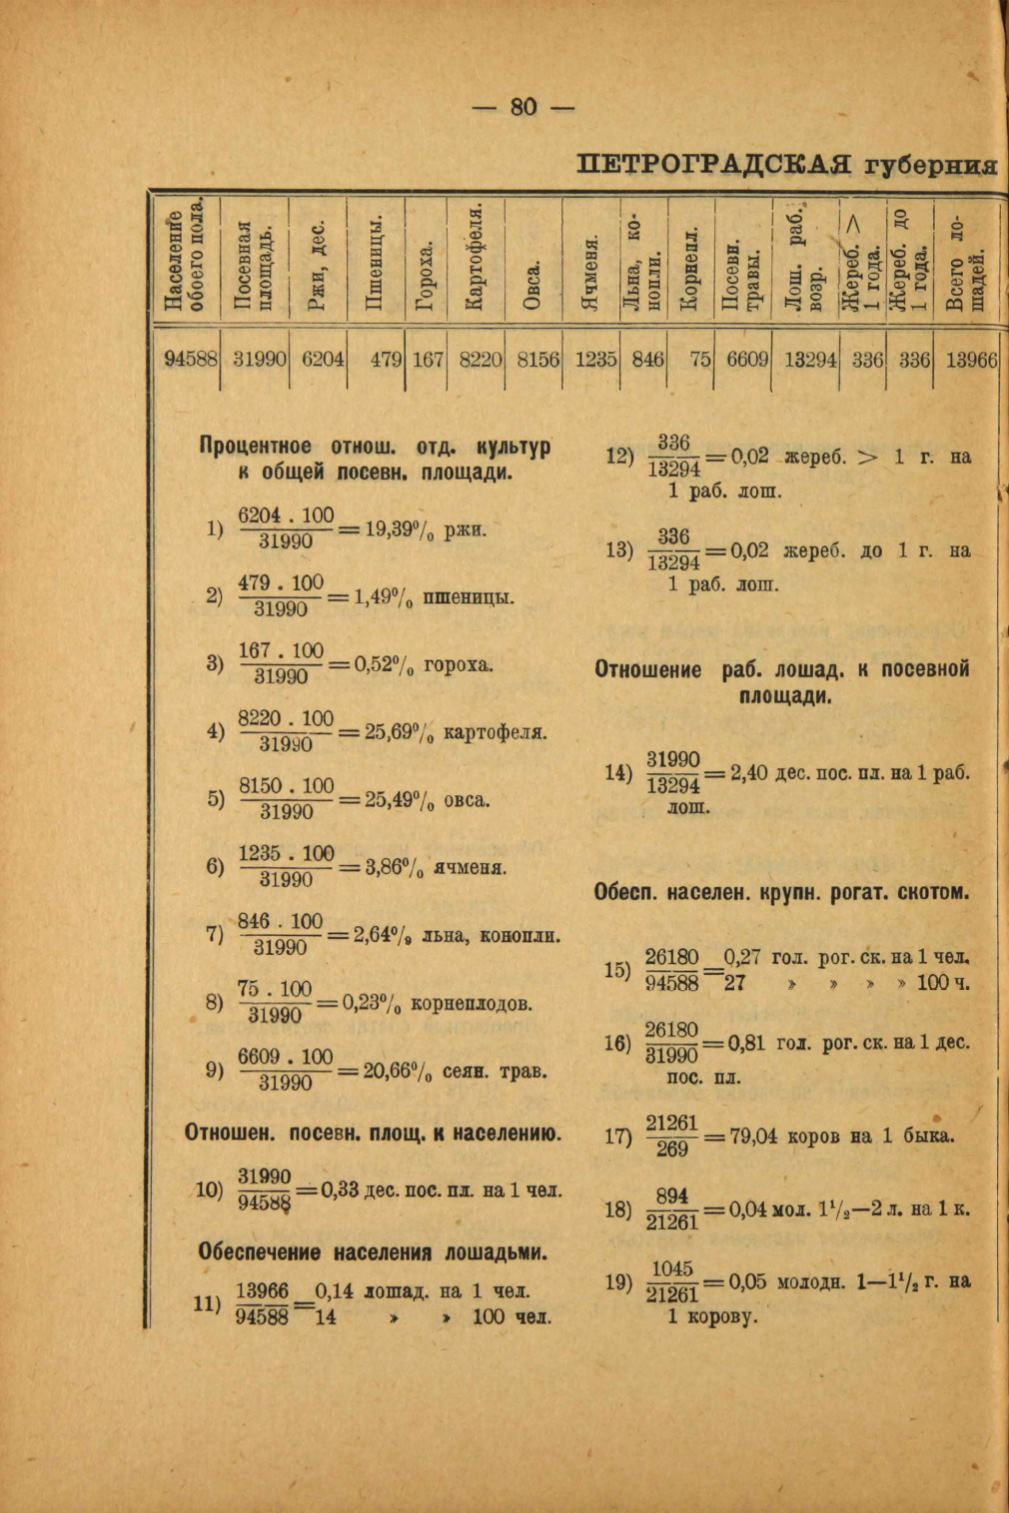 — 80 —
ПЕТРОГРАДСКАЯ губерния
Население обоего пола. | Посевная площадь. | Ржи, дес. | Пшеницы. | Гороха. | Картофеля. | Овса. | Ячменя. | Льна, ко-нопли. | Корнепл. | Посевн. травы. | Лош. раб. возр. | Жереб. > 1 года. | Жереб. до 1 года. | Всего ло-шадей.
94588 | 31990 | 6204 | 479 | 167 | 8220 | 8156 | 1235 | 846 | 75 | 6609 | 13294 | 336 | 336 | 13966
Процентное отнош. отд. культур
к общей посевн. площади.
1) 6204 . 100 / 31990 = 19,39% ржи.
2) 479 . 100 / 31990 = 1,49% пшеницы.
3) 167 . 100 / 31990 = 0,52% гороха.
4) 8220 . 100 / 31990 = 25,69% картофеля.
5) 8150 . 100 / 31990 = 25,49% овса.
6) 1235 . 100 / 31990 = 3,86% ячменя.
7) 846 . 100 / 31990 = 2,64% льна, конопли.
8) 75 . 100 / 31990 = 0,23% корнеплодов.
9) 6609 . 100 / 31990 = 20,66% сеян. трав.
Отношен. посевн. площ. к населению.
10) 31990 / 94588 = 0,33 дес. пос. пл. на 1 чел.
Обеспечение населения лошадьми.
11) 13966 / 94588 = 0,14 лошад. на 1 чел.
14 » » 100 чел.
12) 336 / 13294 = 0,02 жереб. > 1 г. на
1 раб. лош.
13) 336 / 13294 = 0,02 жереб. до 1 г. на
1 раб. лош.
Отношение раб. лошад. к посевной
площади.
14) 31990 / 13294 = 2,40 дес. пос. пл. на 1 раб.
лош.
Обесп. населен. крупн. рогат. скотом.
15) 26180 / 94588 = 0,27 гол. рог. ск. на 1 чел.
27 » » » » 100 ч.
16) 26180 / 31990 = 0,81 гол. рог. ск. на 1 дес.
пос. пл.
17) 21261 / 269 = 79,04 коров на 1 быка.
18) 894 / 21261 = 0,04 мол. 1½—2 л. на 1 к.
19) 1045 / 21261 = 0,05 молодн. 1—1½ г. на
1 корову.